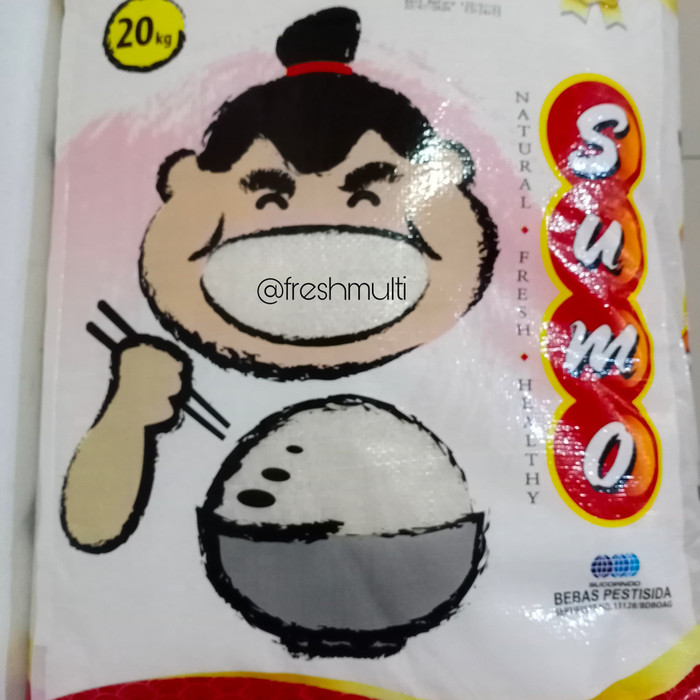 20kg
NATURAL • FRESH • HEALTHY
Sumo
@freshmulti
SUCOFINDO
BEBAS PESTISIDA